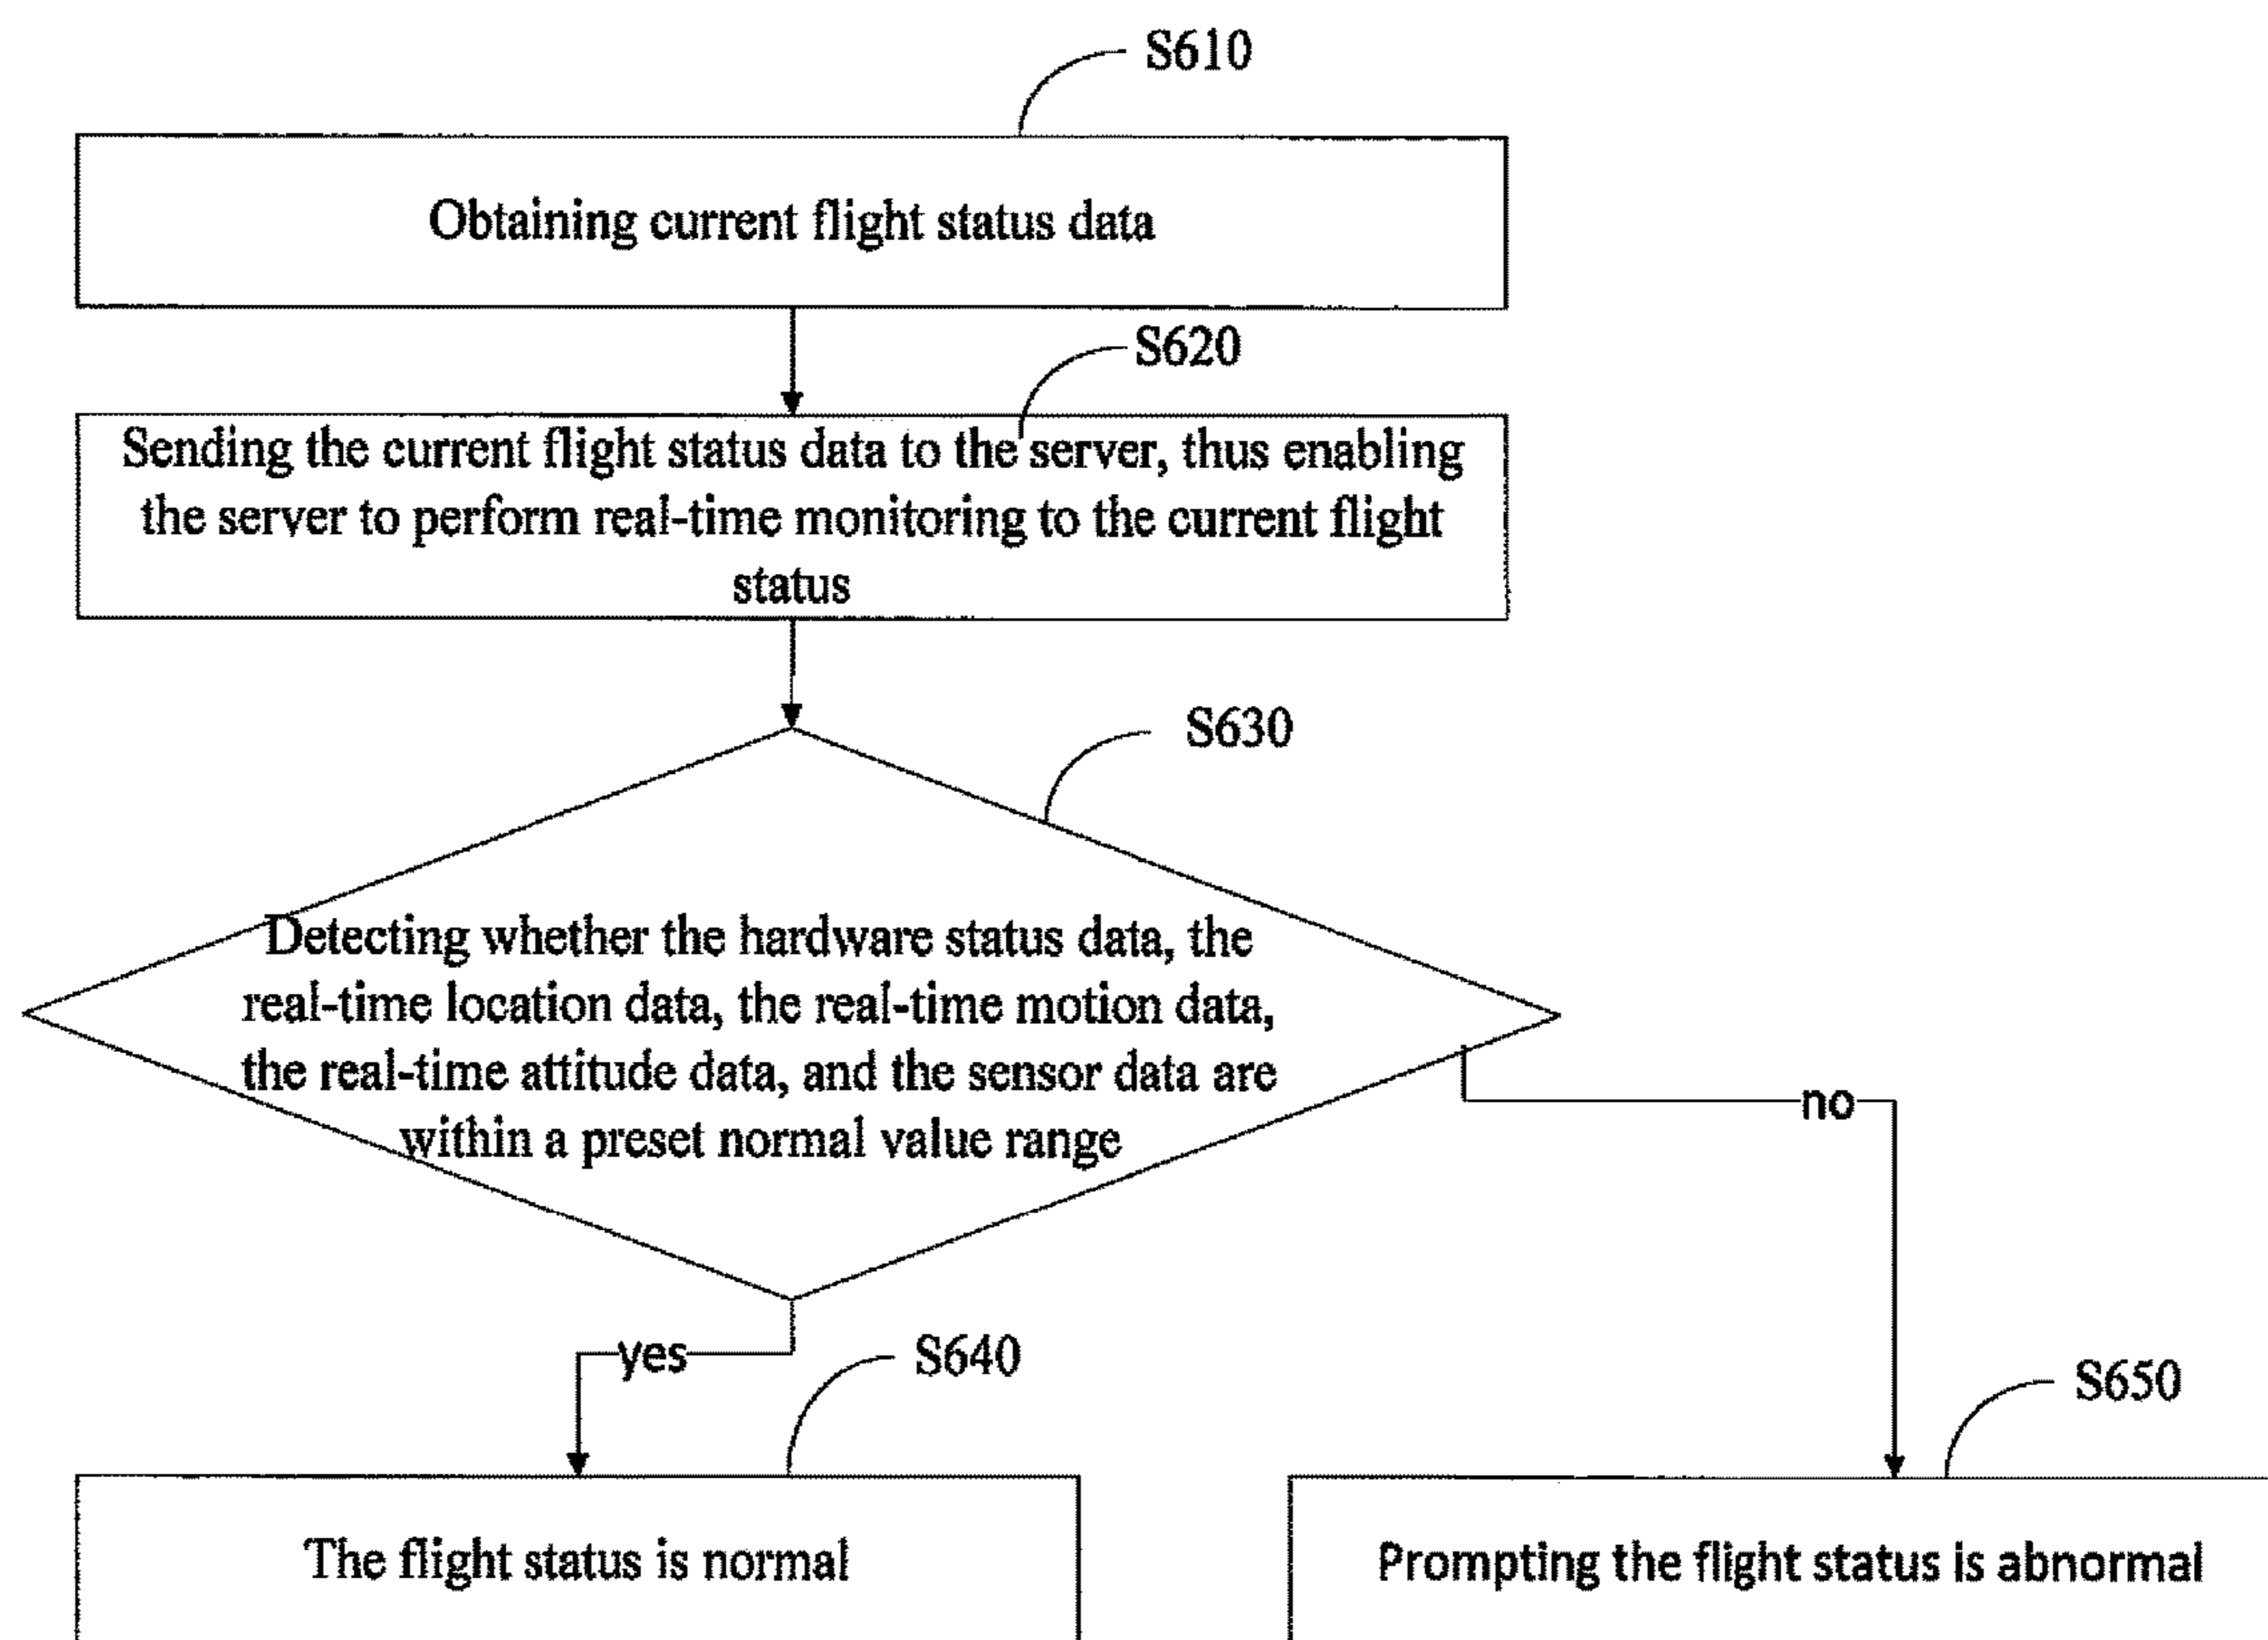 S610
Obtaining current flight status data
S620
Sending the current flight status data to the server, thus enabling
the server to perform real-time monitoring to the current flight
status
S630
Detecting whether the hardware status data, the
real-time location data, the real-time motion data,
the real-time attitude data, and the sensor data are
within a preset normal value range
no
yes
S640
S650
The flight status is normal
Prompting the flight status is abnormal